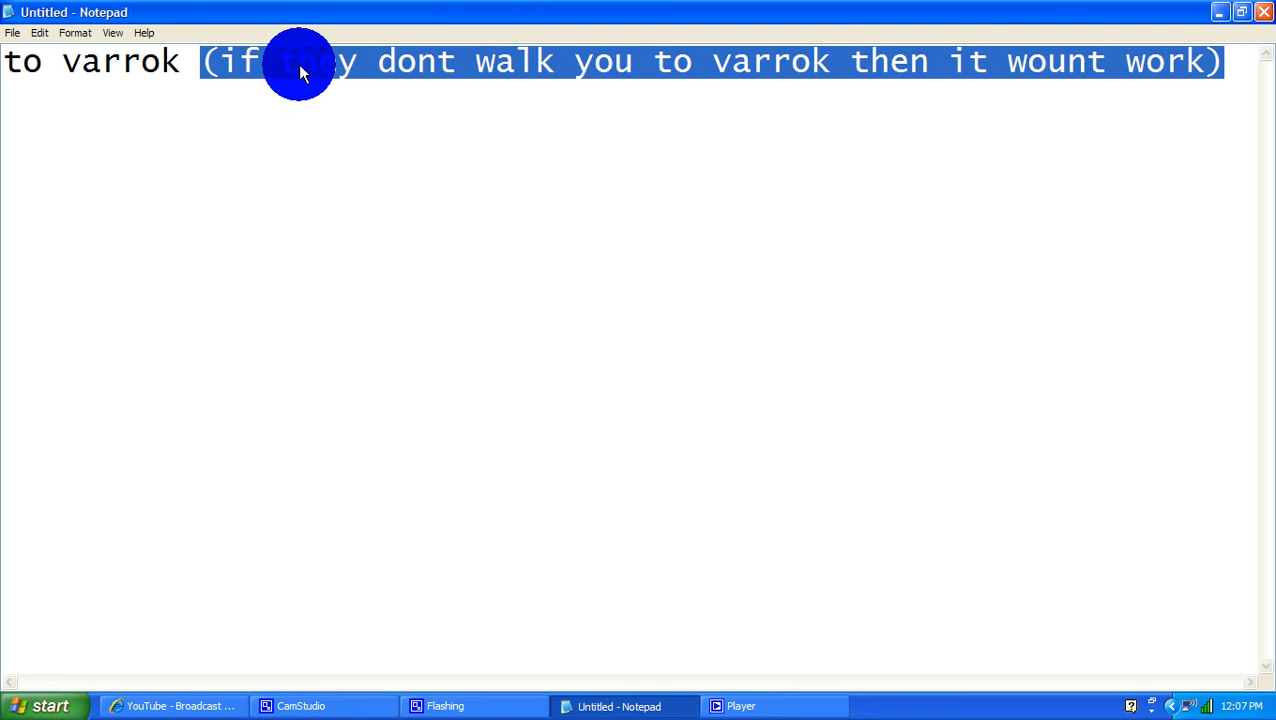 Untitled - Notepad
File Edit Format View Help
to varrok (if they dont walk you to varrok then it wount work)
start YouTube - Broadcast ... CamStudio Flashing Untitled - Notepad Player 12:07 PM